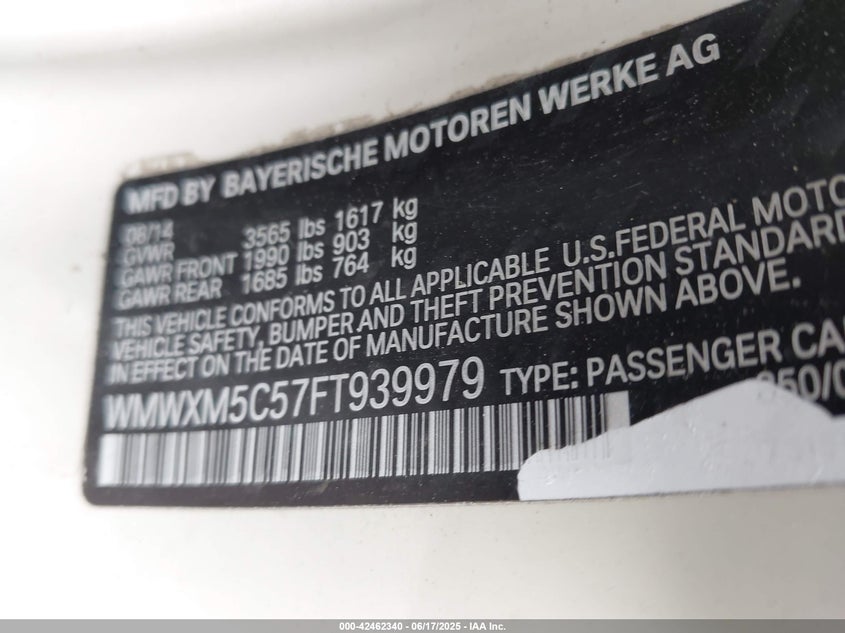 MFD BY BAYERISCHE MOTOREN WERKE AG
08/14
GVWR 3565 lbs 1617 kg
GAWR FRONT 1990 lbs 903 kg
GAWR REAR 1685 lbs 764 kg
THIS VEHICLE CONFORMS TO ALL APPLICABLE U.S.FEDERAL MOTO
VEHICLE SAFETY, BUMPER AND THEFT PREVENTION STANDARD
IN EFFECT ON THE DATE OF MANUFACTURE SHOWN ABOVE.
WMWXM5C57FT939979 TYPE: PASSENGER CA
850/0
000-42462340 - 06/17/2025 - IAA Inc.